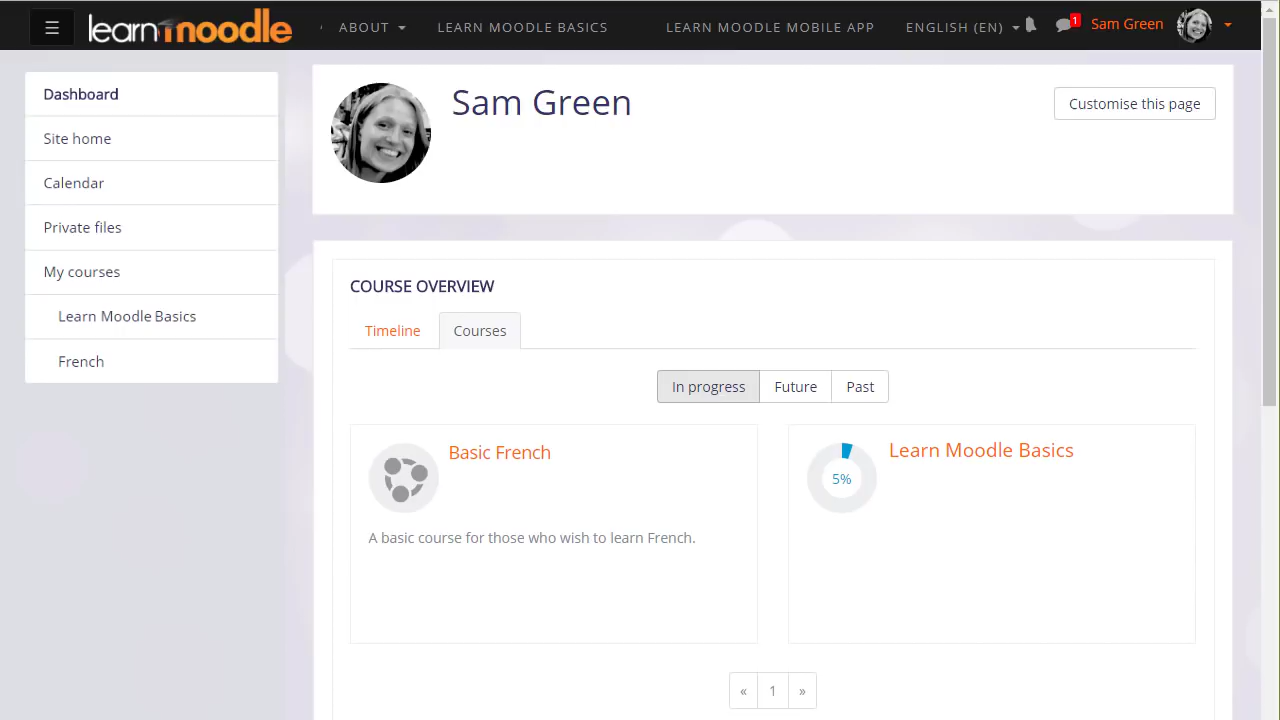 learn moodle
ABOUT
LEARN MOODLE BASICS
LEARN MOODLE MOBILE APP
ENGLISH (EN)
1
Sam Green
Dashboard
Site home
Calendar
Private files
My courses
Learn Moodle Basics
French
Sam Green
Customise this page
COURSE OVERVIEW
Timeline
Courses
In progress
Future
Past
Basic French
A basic course for those who wish to learn French.
5%
Learn Moodle Basics
« 1 »